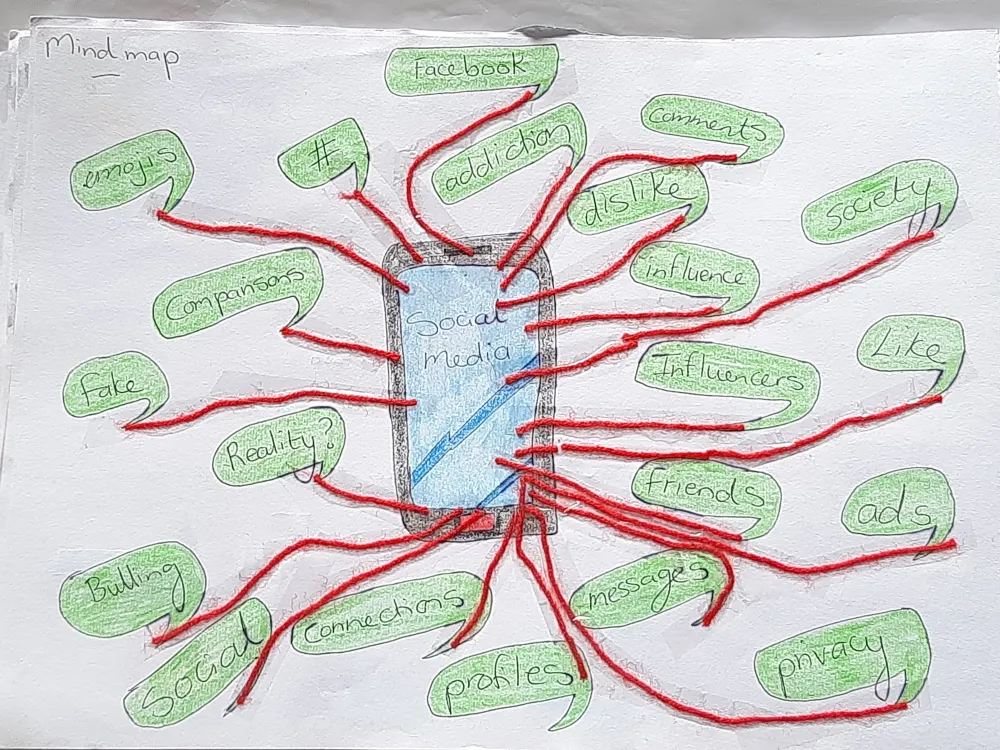 Mind map
Facebook
addiction
Comments
#
emojis
dislike
society
influence
Comparisons
Social
media
Like
Influencers
fake
Reality?
friends
ads
Bulling
messages
Connections
Social
profiles
privacy